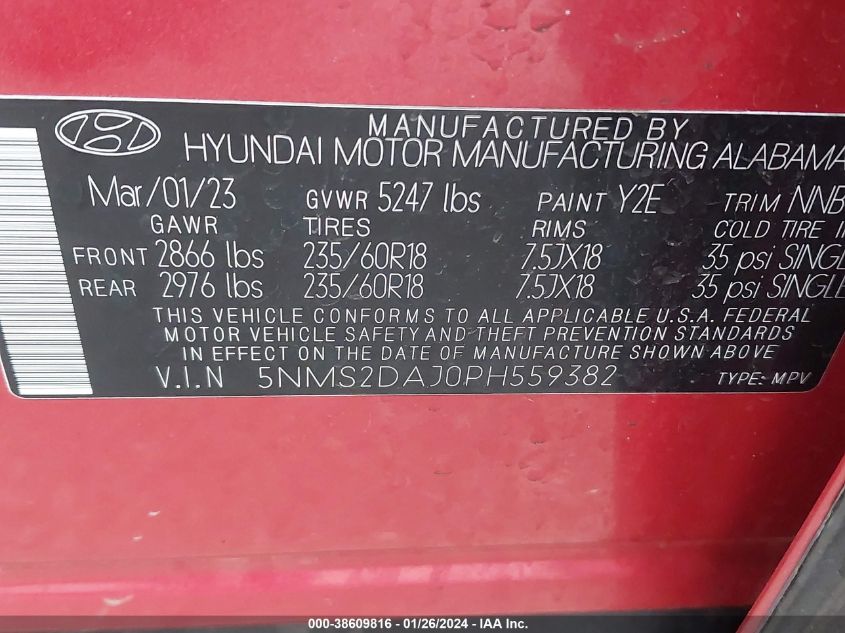 MANUFACTURED BY
HYUNDAI MOTOR MANUFACTURING ALABAMA
Mar/01/23 GVWR 5247 lbs PAINT Y2E TRIM NNB
GAWR TIRES RIMS COLD TIRE I
FRONT 2866 lbs 235/60R18 7.5JX18 35 psi SINGLE
REAR 2976 lbs 235/60R18 7.5JX18 35 psi SINGLE
THIS VEHICLE CONFORMS TO ALL APPLICABLE U.S.A. FEDERAL
MOTOR VEHICLE SAFETY AND THEFT PREVENTION STANDARDS
IN EFFECT ON THE DATE OF MANUFACTURE SHOWN ABOVE.
V.I.N 5NMS2DAJ0PH559382 TYPE: MPV
000-38609816 - 01/26/2024 - IAA Inc.